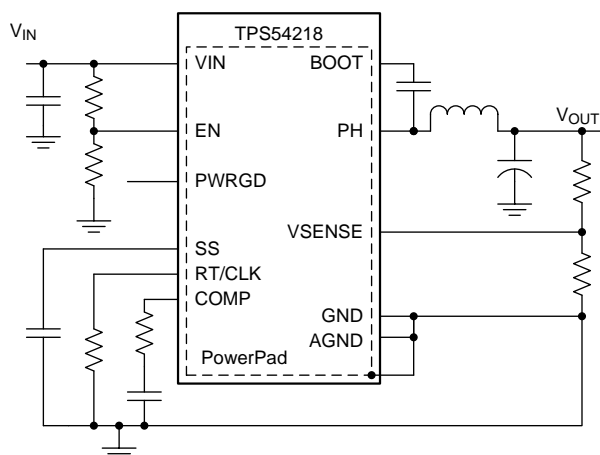 TPS54218
VIN
VIN
BOOT
EN
PH
VOUT
PWRGD
VSENSE
SS
RT/CLK
COMP
GND
AGND
PowerPad